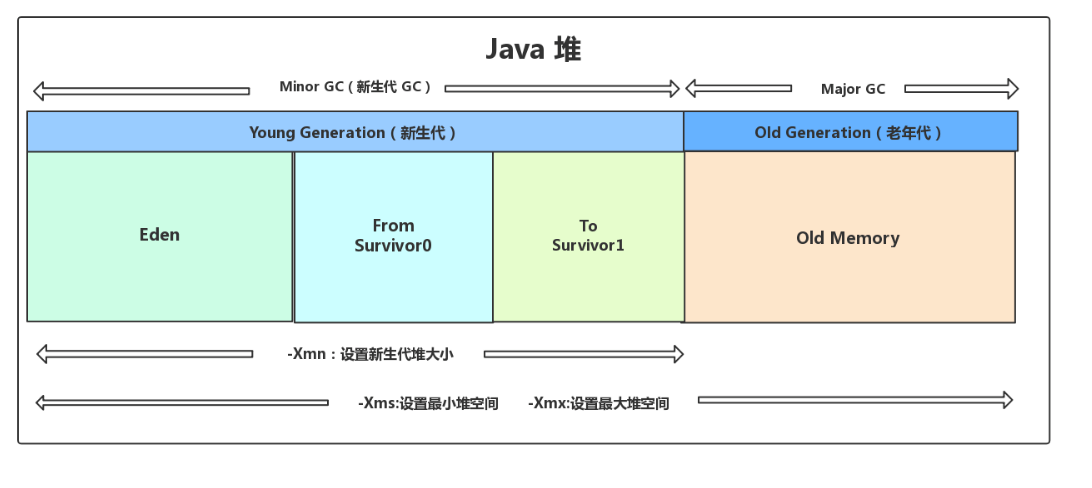 Java 堆
Minor GC（新生代 GC）
Major GC
Young Generation（新生代）
Old Generation（老年代）
Eden
From
Survivor0
To
Survivor1
Old Memory
-Xmn：设置新生代堆大小
-Xms:设置最小堆空间
-Xmx:设置最大堆空间